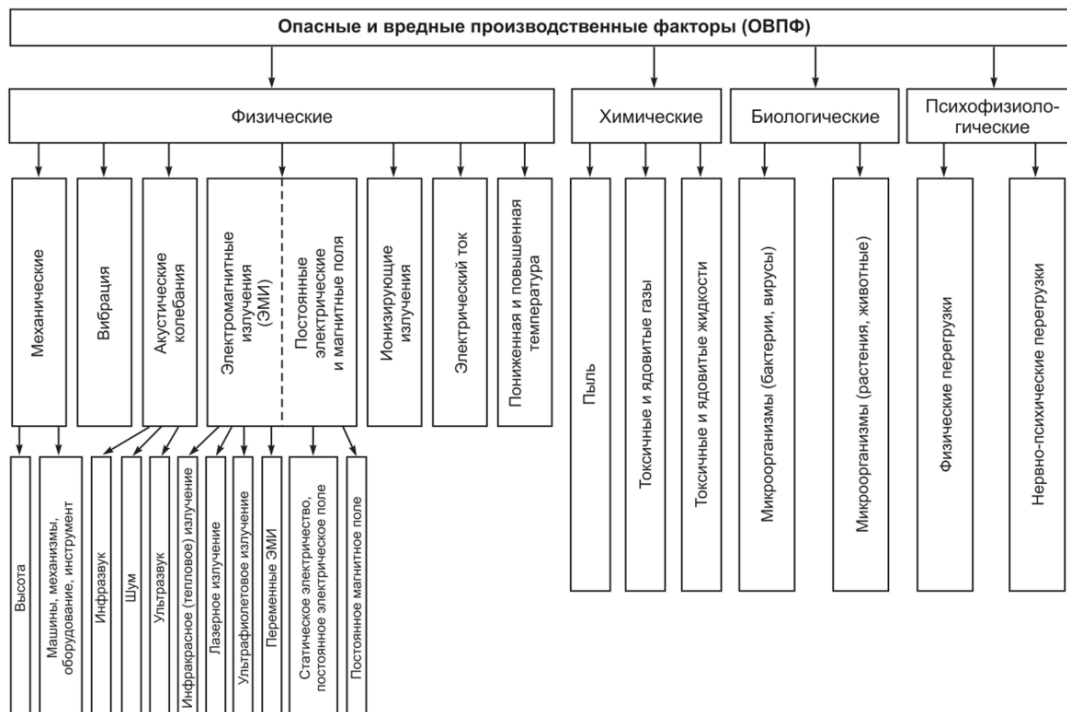 Опасные и вредные производственные факторы (ОВПФ)
Физические
Химические
Биологические
Психофизиоло-
гические
Механические
Вибрация
Акустические
колебания
Электромагнитные
излучения
(ЭМИ)
Постоянные
электрические
и магнитные поля
Ионизирующие
излучения
Электрический ток
Пониженная и повышенная
температура
Пыль
Токсичные и ядовитые газы
Токсичные и ядовитые жидкости
Микроорганизмы (бактерии, вирусы)
Микроорганизмы (растения, животные)
Физические перегрузки
Нервно-психические перегрузки
Высота
Машины, механизмы,
оборудование, инструмент
Инфразвук
Шум
Ультразвук
Инфракрасное (тепловое) излучение
Лазерное излучение
Ультрафиолетовое излучение
Переменные ЭМИ
Статическое электричество,
постоянное электрическое поле
Постоянное магнитное поле